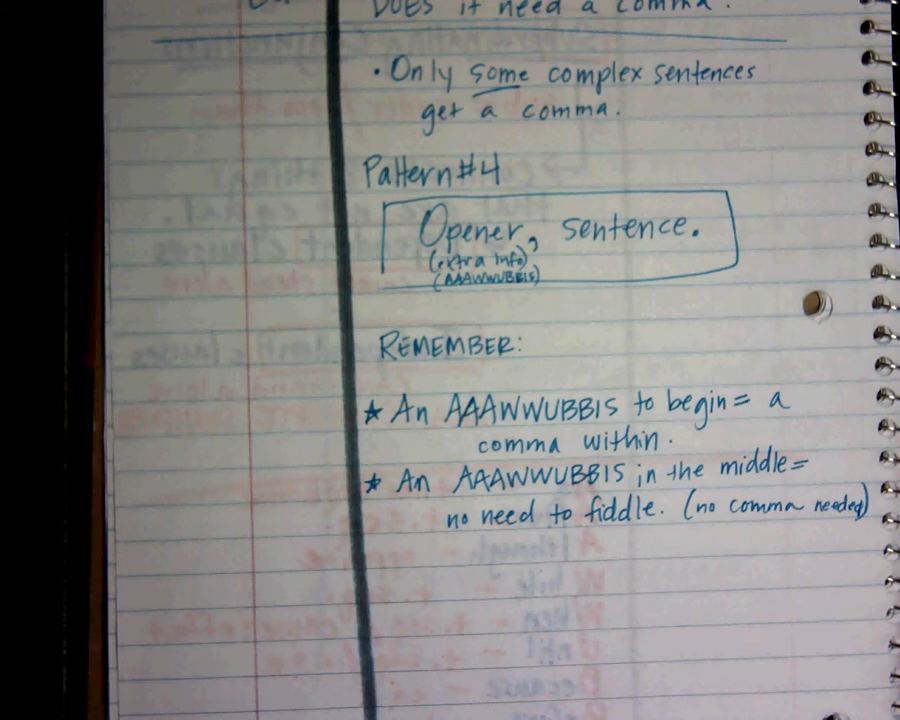 DOES it need a comma.
• Only some complex sentences
get a comma.
Pattern #4
Opener, sentence.
(extra info)
(AAAWWUBBIS)
REMEMBER:
★ An AAAWWUBBIS to begin = a
comma within.
★ An AAAWWUBBIS in the middle =
no need to fiddle. (no comma needed)